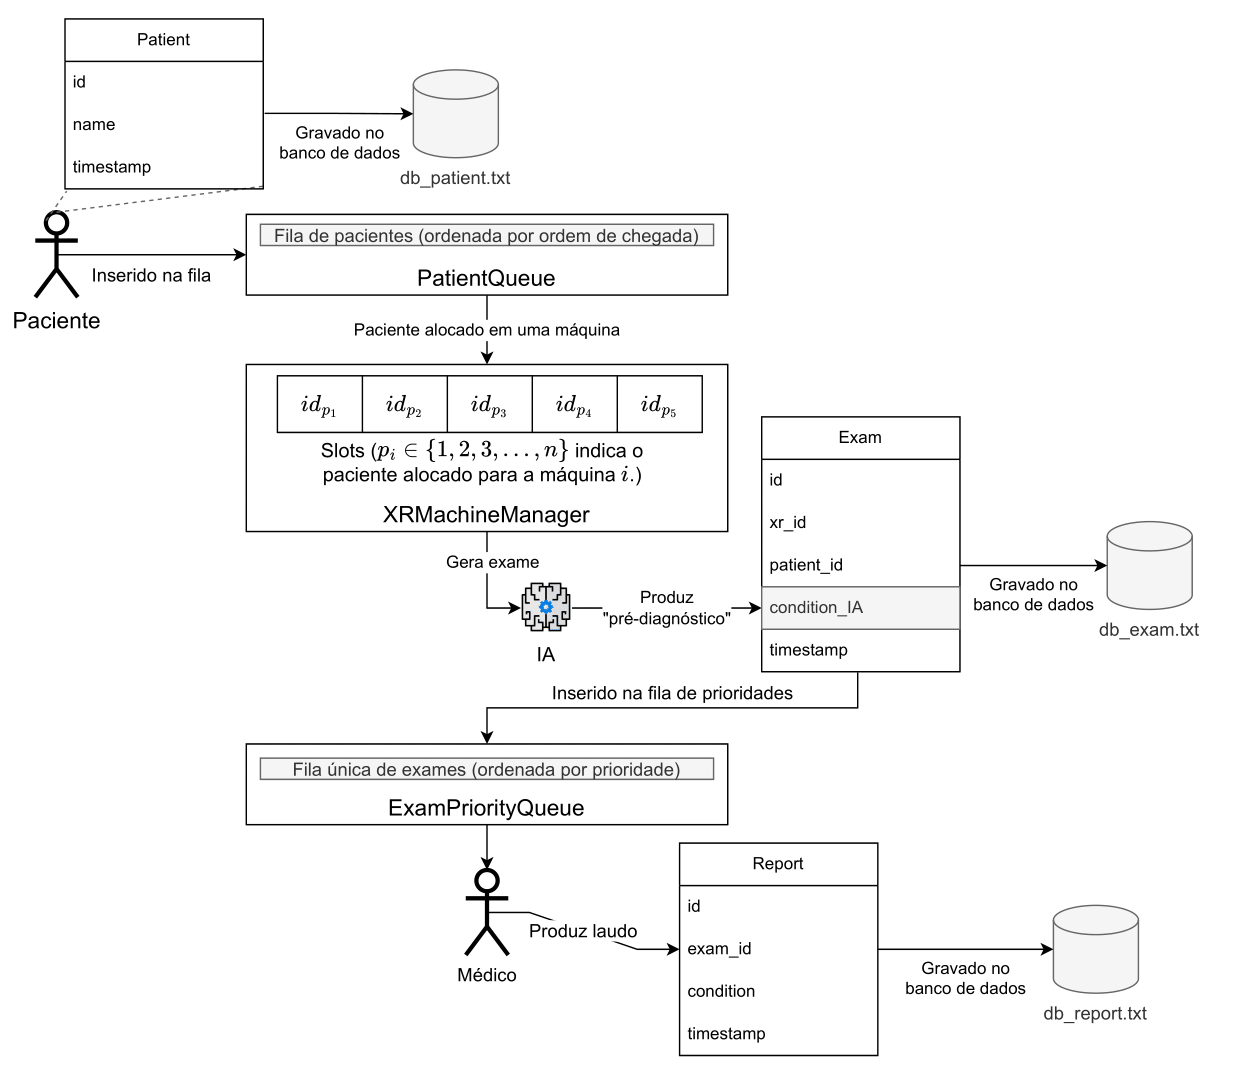 Patient
id
name
timestamp
Gravado no
banco de dados
db_patient.txt
Fila de pacientes (ordenada por ordem de chegada)
PatientQueue
Inserido na fila
Paciente
Paciente alocado em uma máquina
id_{p_1} id_{p_2} id_{p_3} id_{p_4} id_{p_5}
Slots (p_i ∈ {1, 2, 3, . . . , n} indica o
paciente alocado para a máquina i.)
XRMachineManager
Gera exame
IA
Produz
"pré-diagnóstico"
Exam
id
xr_id
patient_id
condition_IA
timestamp
Gravado no
banco de dados
db_exam.txt
Inserido na fila de prioridades
Fila única de exames (ordenada por prioridade)
ExamPriorityQueue
Médico
Produz laudo
Report
id
exam_id
condition
timestamp
Gravado no
banco de dados
db_report.txt